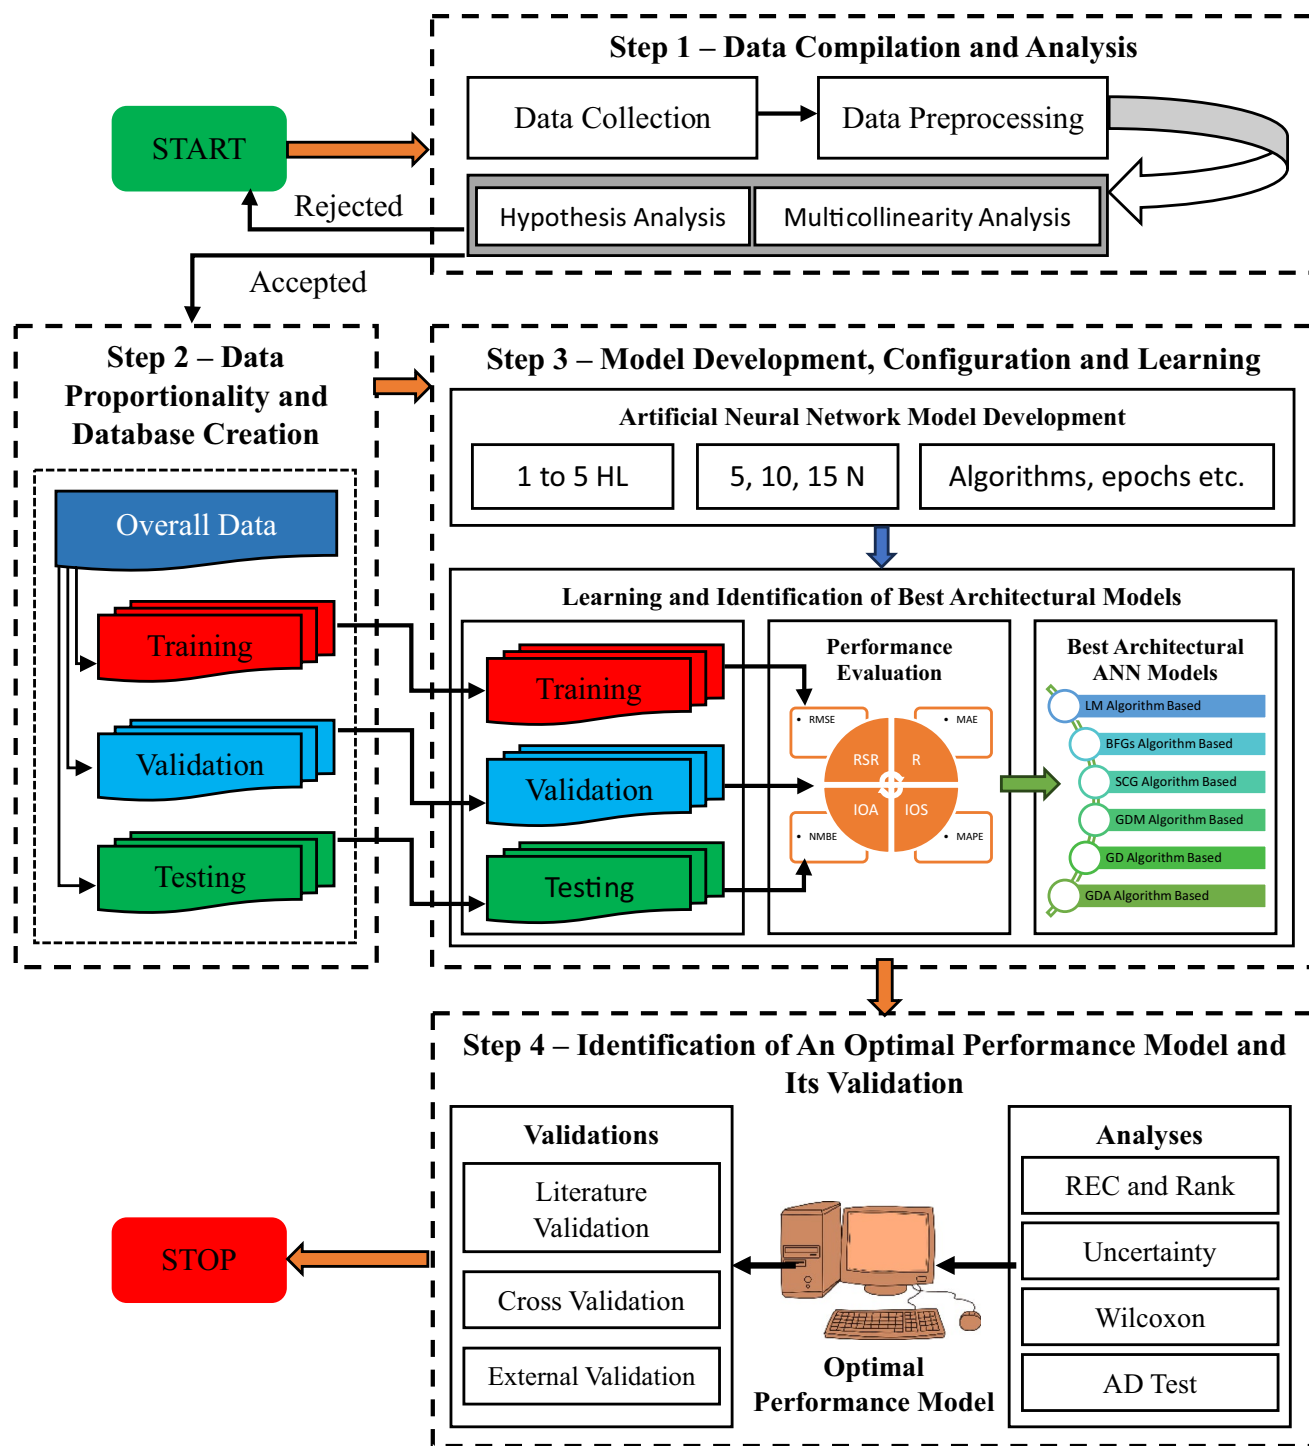 Step 1 – Data Compilation and Analysis
START
Data Collection
Data Preprocessing
Rejected
Hypothesis Analysis
Multicollinearity Analysis
Accepted
Step 2 – Data
Proportionality and
Database Creation
Overall Data
Training
Validation
Testing
Step 3 – Model Development, Configuration and Learning
Artificial Neural Network Model Development
1 to 5 HL
5, 10, 15 N
Algorithms, epochs etc.
Learning and Identification of Best Architectural Models
Training
Validation
Testing
Performance
Evaluation
• RMSE
• MAE
RSR
R
IOA
IOS
• NMBE
• MAPE
Best Architectural
ANN Models
LM Algorithm Based
BFGs Algorithm Based
SCG Algorithm Based
GDM Algorithm Based
GD Algorithm Based
GDA Algorithm Based
Step 4 – Identification of An Optimal Performance Model and
Its Validation
Validations
Literature
Validation
Cross Validation
External Validation
Optimal
Performance Model
Analyses
REC and Rank
Uncertainty
Wilcoxon
AD Test
STOP